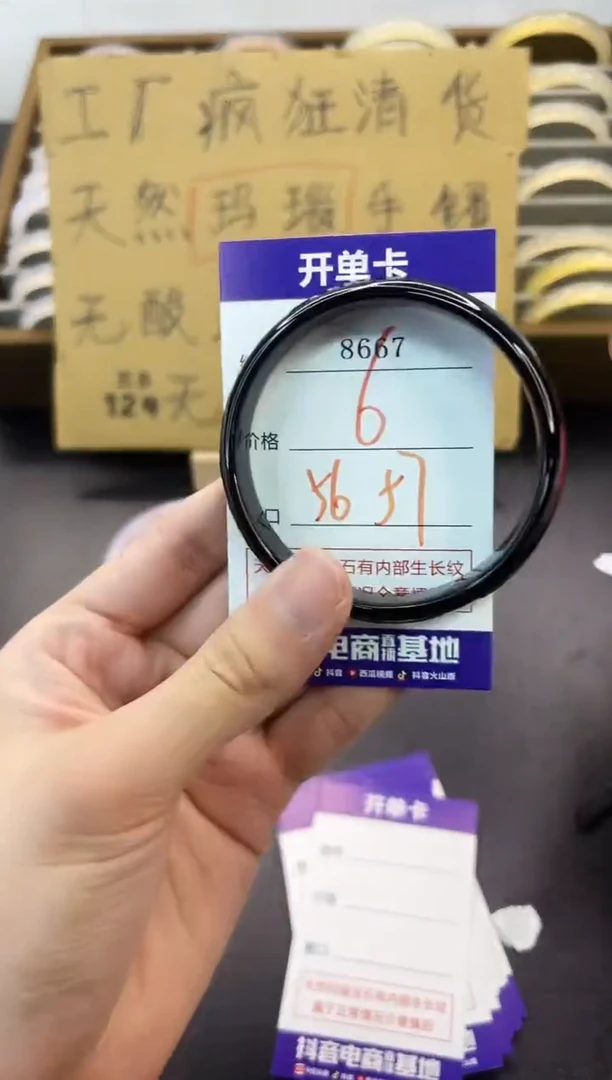 工厂疯狂清货
天然玛瑙手镯
无酸
12号 天
开单卡
8667
价格
6
口
56 57
石有内部生长纹
电商直播基地
抖音 西瓜视频 抖音火山版
开单卡
抖音电商直播基地